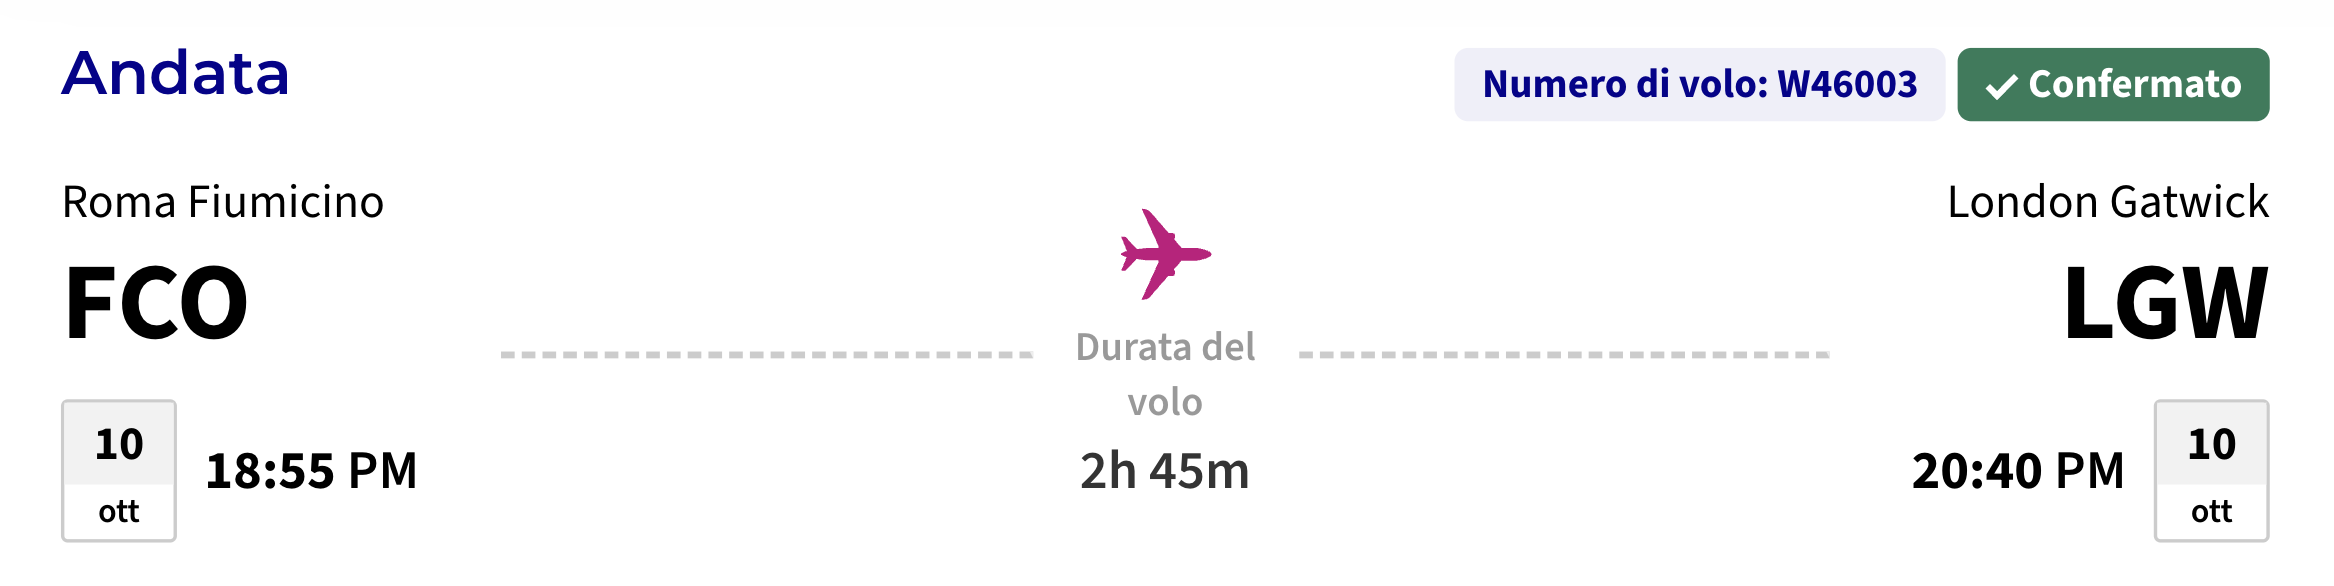 Andata
Numero di volo: W46003
✓ Confermato
Roma Fiumicino
London Gatwick
FCO
LGW
Durata del
volo
10
ott
18:55 PM
2h 45m
20:40 PM
10
ott